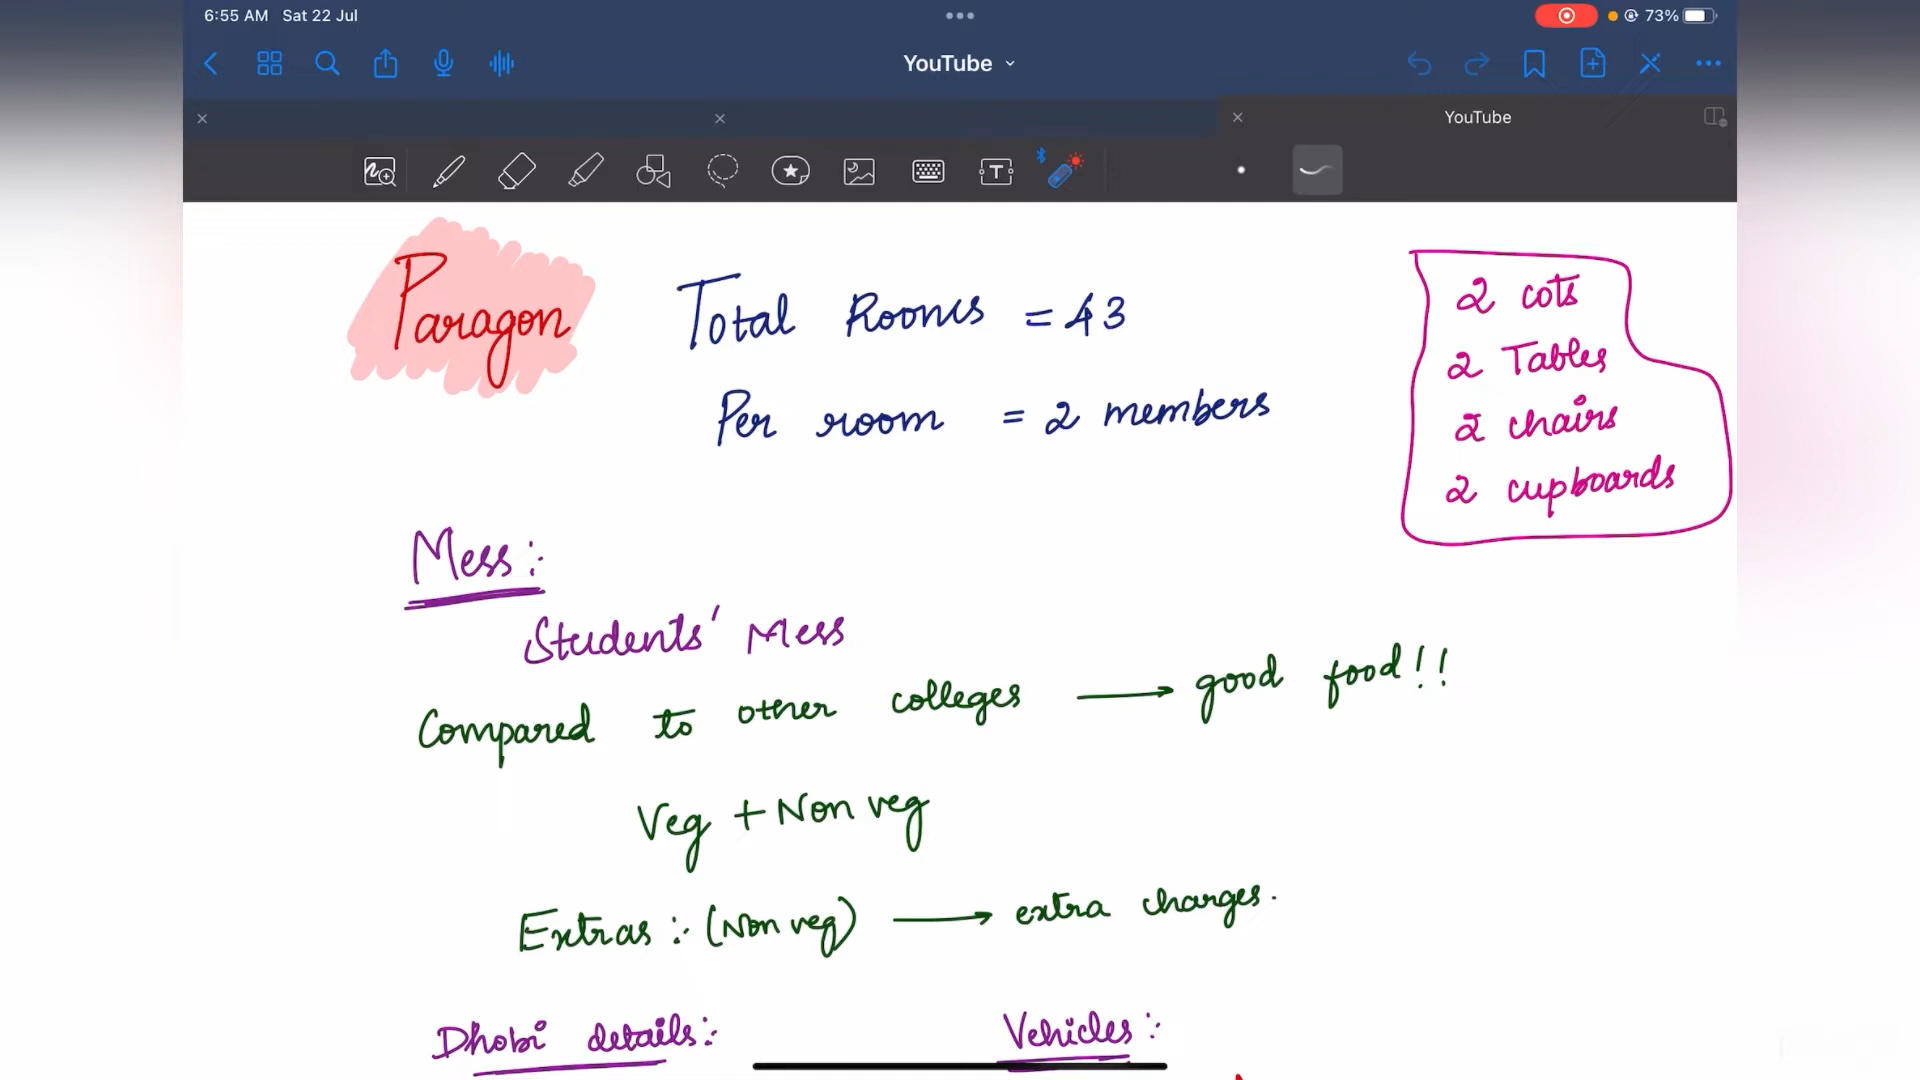 6:55 AM Sat 22 Jul
73%
YouTube
YouTube
T
Paragon
Total Rooms = 43
Per room = 2 members
2 cots
2 Tables
2 chairs
2 cupboards
Mess:
Students' Mess
Compared to other colleges → good food!!
Veg + Non veg
Extras: (Non veg) → extra charges.
Dhobi details:
Vehicles: